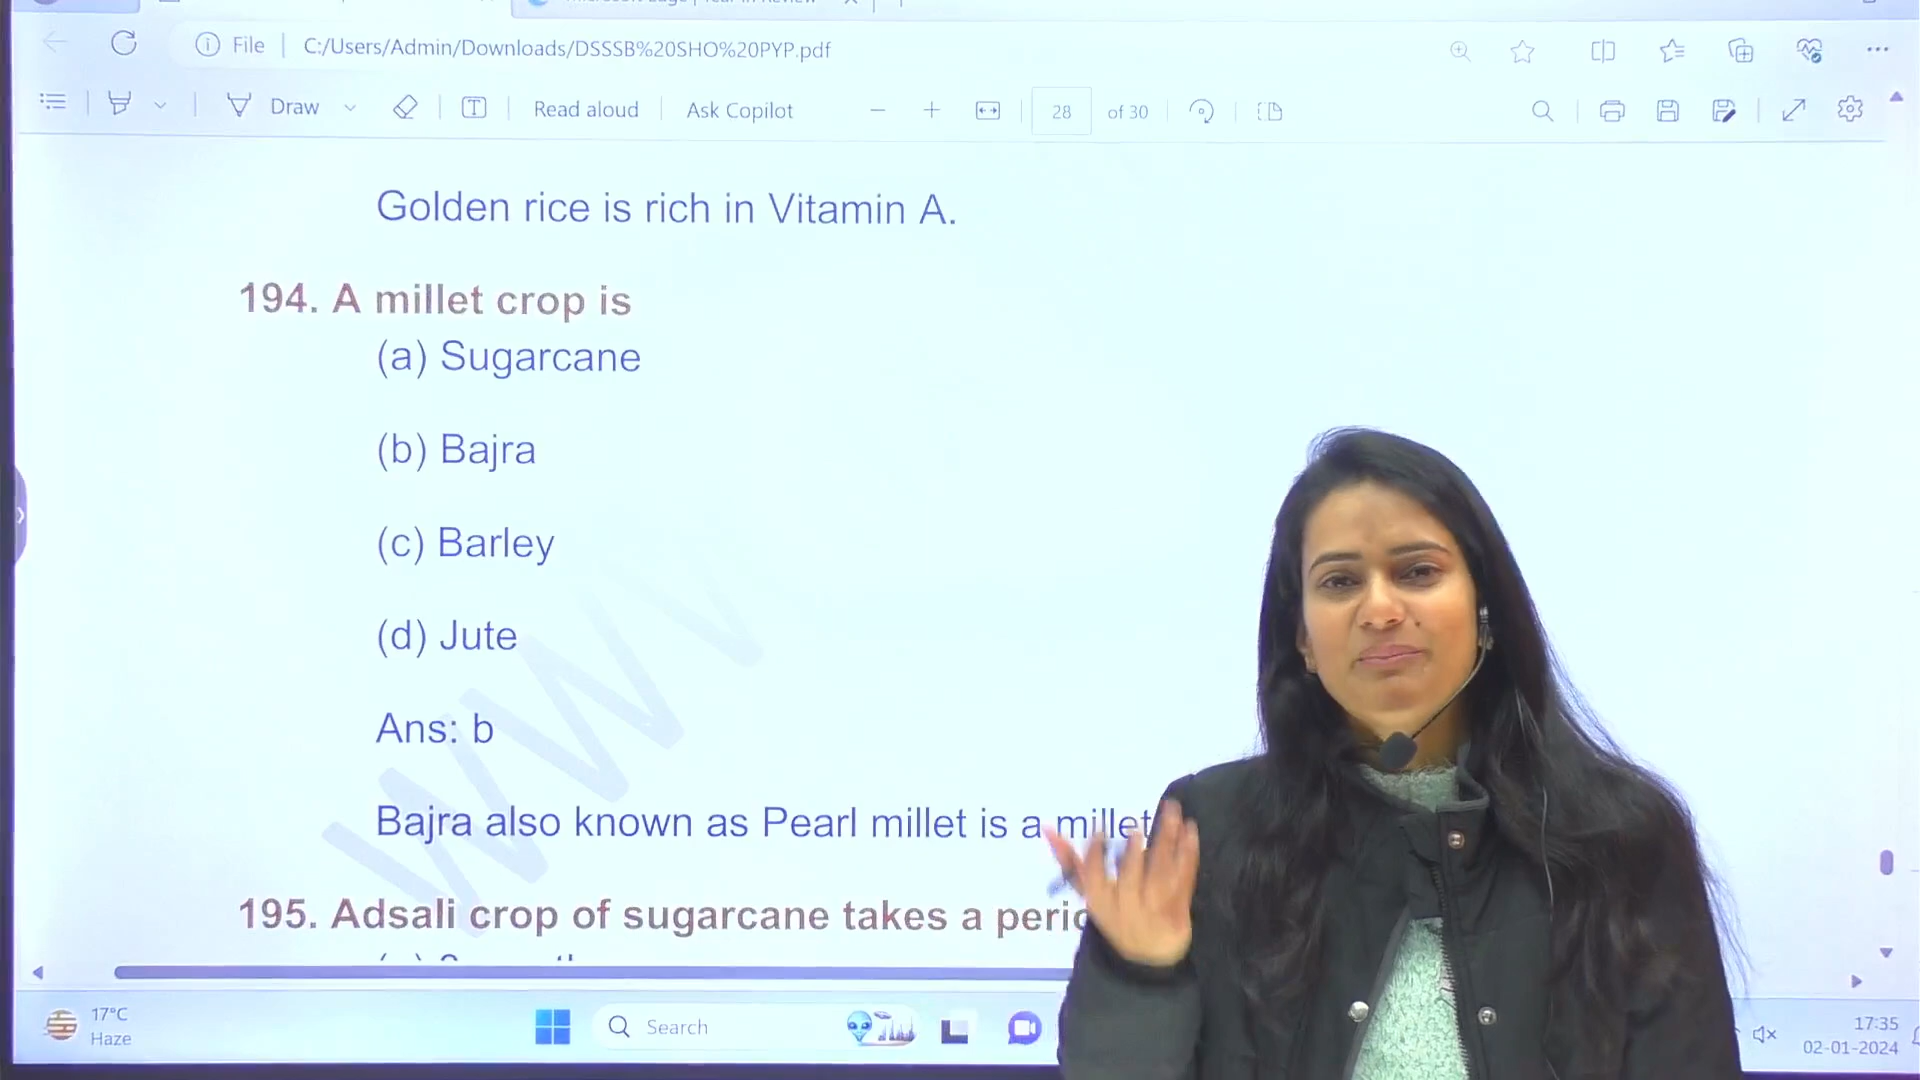 File C:/Users/Admin/Downloads/DSSSB%20SHO%20PYP.pdf
Draw Read aloud Ask Copilot 28 of 30
Golden rice is rich in Vitamin A.
194. A millet crop is
(a) Sugarcane
(b) Bajra
(c) Barley
(d) Jute
Ans: b
Bajra also known as Pearl millet is a millet
195. Adsali crop of sugarcane takes a
17°C
Haze
Search
17:35
02-01-2024